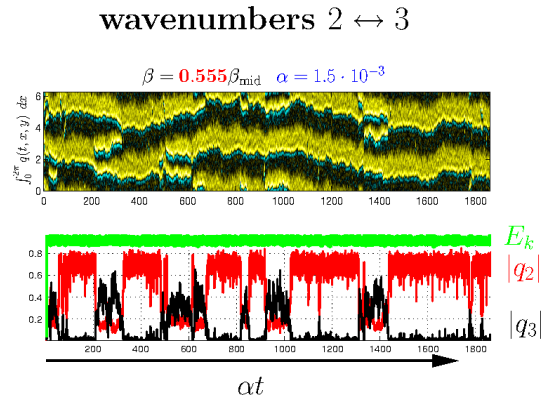 wavenumbers 2 ↔ 3
β = 0.555β_mid α = 1.5 · 10^{-3}
∫_0^{2π} q(t, x, y) dx
6
4
2
0
0 200 400 600 800 1000 1200 1400 1600 1800
E_k
|q_2|
|q_3|
0.8
0.6
0.4
0.2
200 400 600 800 1000 1200 1400 1600 1800
αt